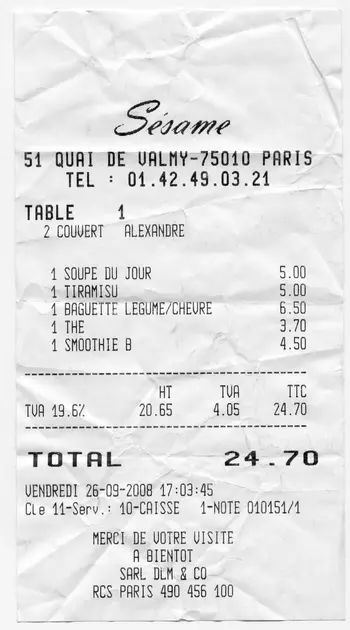 Sésame
51 QUAI DE VALMY-75010 PARIS
TEL : 01.42.49.03.21
TABLE 1
2 COUVERT ALEXANDRE
1 SOUPE DU JOUR 5.00
1 TIRAMISU 5.00
1 BAGUETTE LEGUME/CHEVRE 6.50
1 THE 3.70
1 SMOOTHIE B 4.50
HT TVA TTC
TVA 19.6% 20.65 4.05 24.70
TOTAL 24.70
VENDREDI 26-09-2008 17:03:45
Cle 11-Serv.: 10-CAISSE 1-NOTE 010151/1
MERCI DE VOTRE VISITE
A BIENTOT
SARL DLM & CO
RCS PARIS 490 456 100